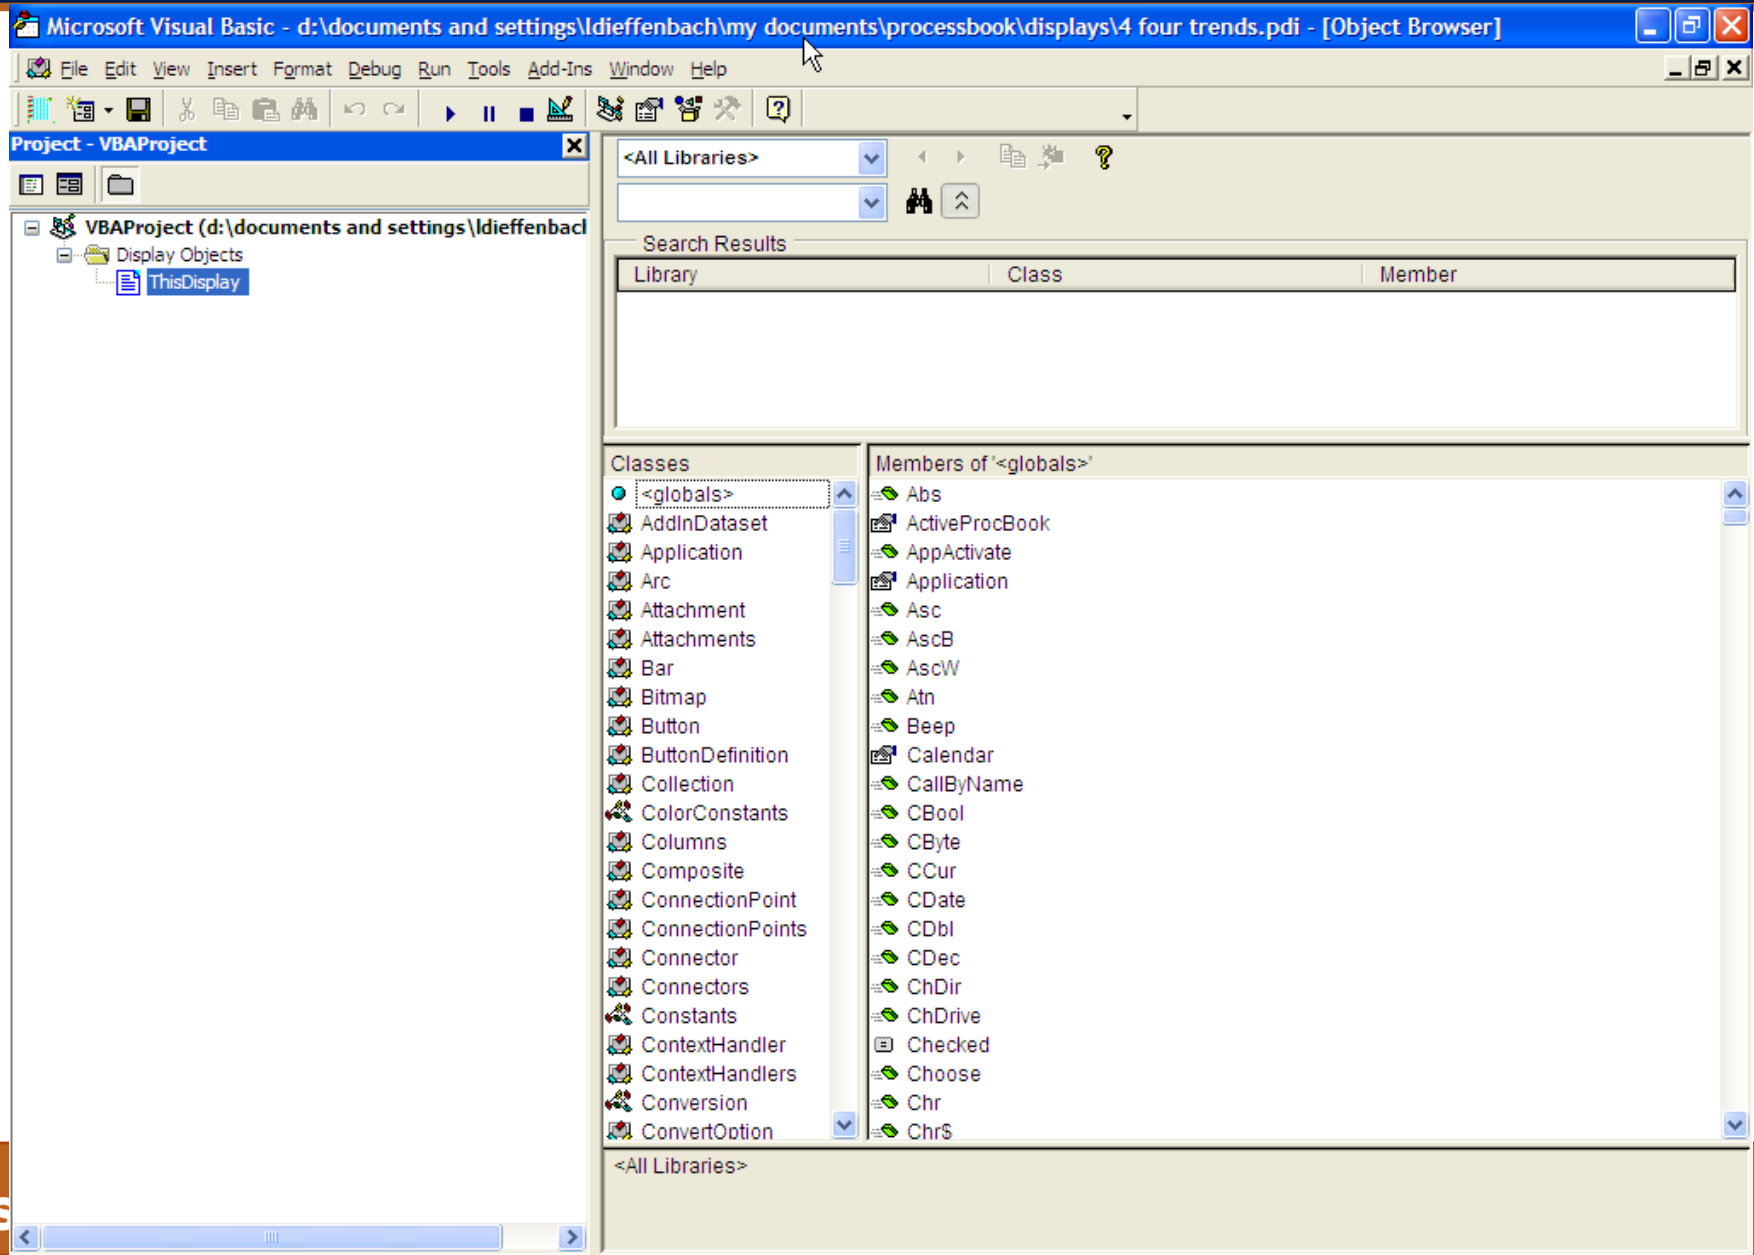 Microsoft Visual Basic - d:\documents and settings\ldieffenbach\my documents\processbook\displays\4 four trends.pdi - [Object Browser]
File Edit View Insert Format Debug Run Tools Add-Ins Window Help
Project - VBAProject
VBAProject (d:\documents and settings\ldieffenbacl
Display Objects
ThisDisplay
<All Libraries>
Search Results
Library Class Member
Classes
<globals>
AddInDataset
Application
Arc
Attachment
Attachments
Bar
Bitmap
Button
ButtonDefinition
Collection
ColorConstants
Columns
Composite
ConnectionPoint
ConnectionPoints
Connector
Connectors
Constants
ContextHandler
ContextHandlers
Conversion
ConvertOption
Members of '<globals>'
Abs
ActiveProcBook
AppActivate
Application
Asc
AscB
AscW
Atn
Beep
Calendar
CallByName
CBool
CByte
CCur
CDate
CDbl
CDec
ChDir
ChDrive
Checked
Choose
Chr
Chr$
<All Libraries>